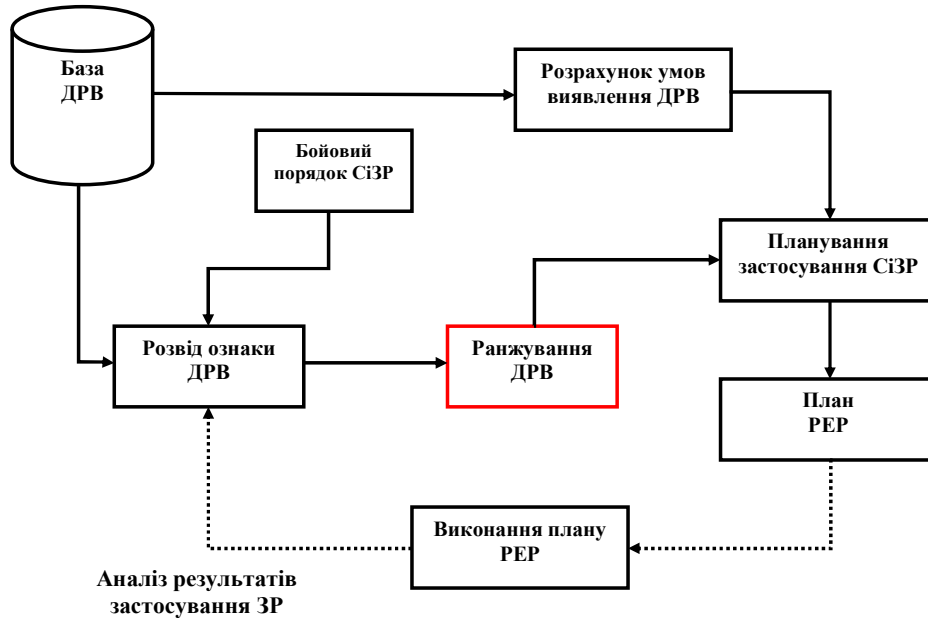 База
ДРВ
Розрахунок умов
виявлення ДРВ
Бойовий
порядок СіЗР
Планування
застосування СіЗР
Розвід ознаки
ДРВ
Ранжування
ДРВ
План
РЕР
Виконання плану
РЕР
Аналіз результатів
застосування ЗР